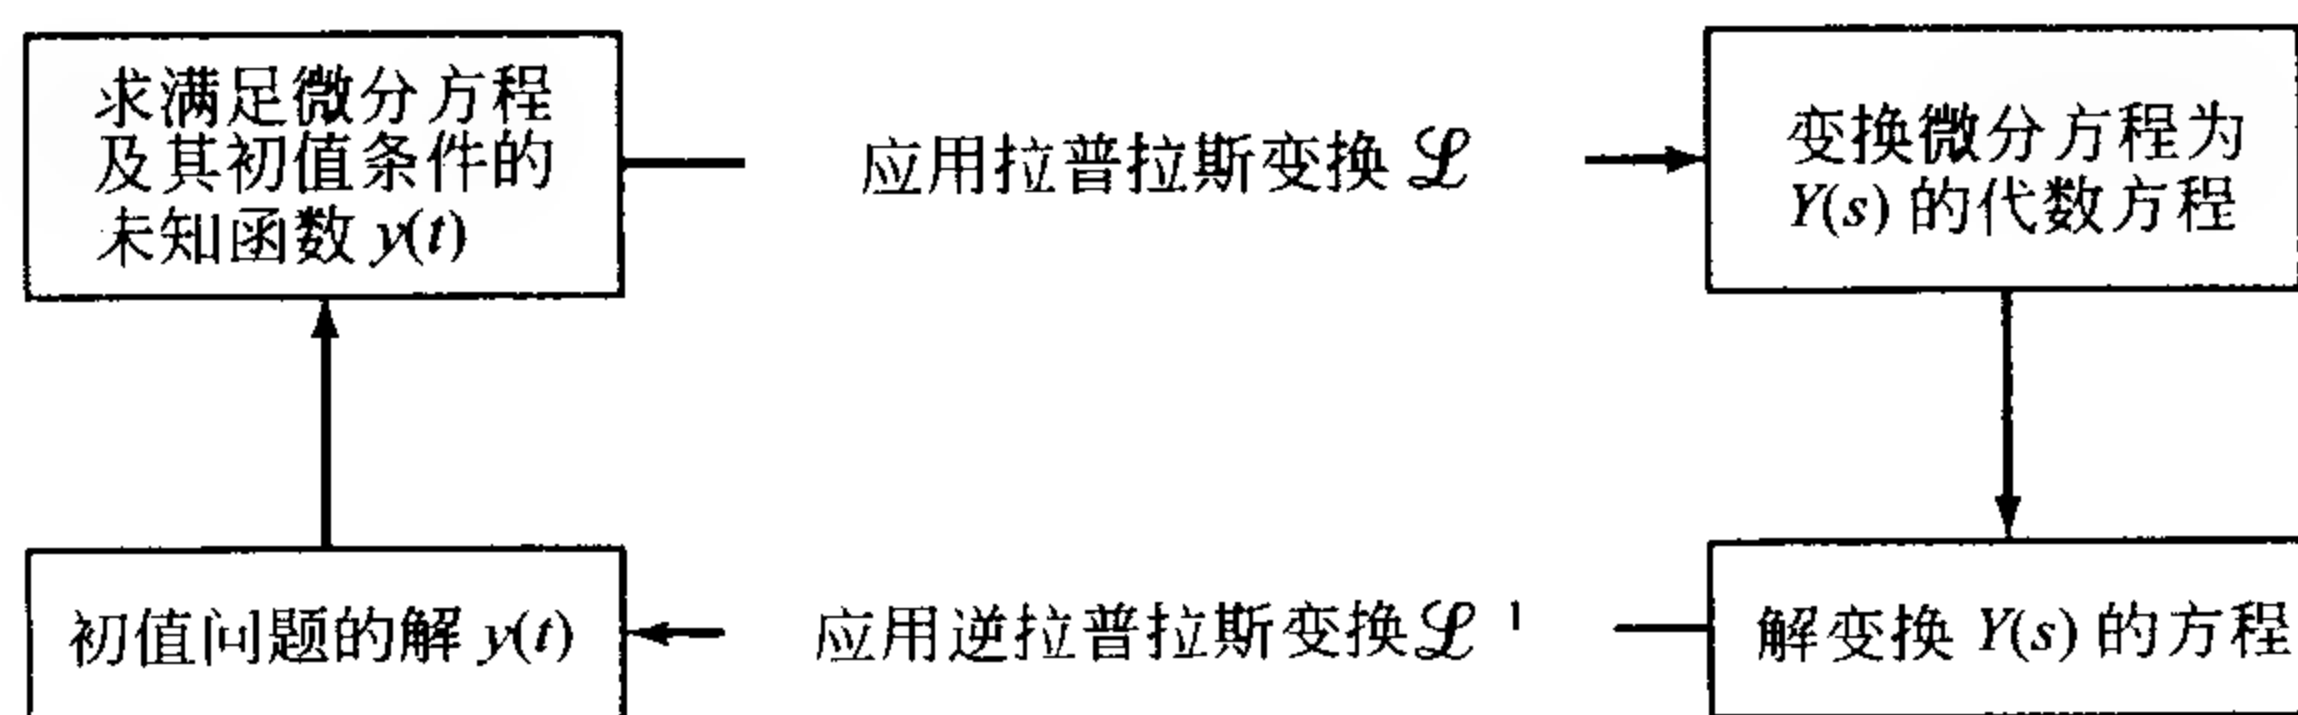 求满足微分方程
及其初值条件的
未知函数 y(t)
应用拉普拉斯变换 ℒ
变换微分方程为
Y(s) 的代数方程
初值问题的解 y(t)
应用逆拉普拉斯变换ℒ ¹
解变换 Y(s) 的方程